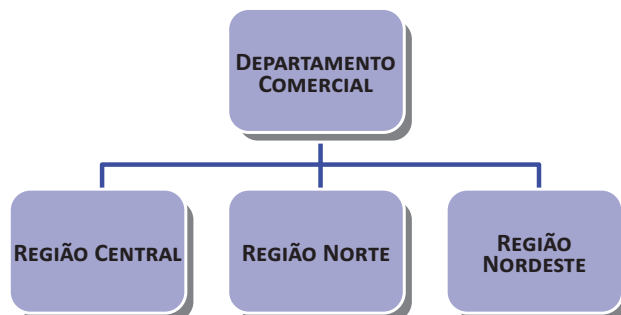 DEPARTAMENTO
COMERCIAL
REGIÃO CENTRAL
REGIÃO NORTE
REGIÃO
NORDESTE